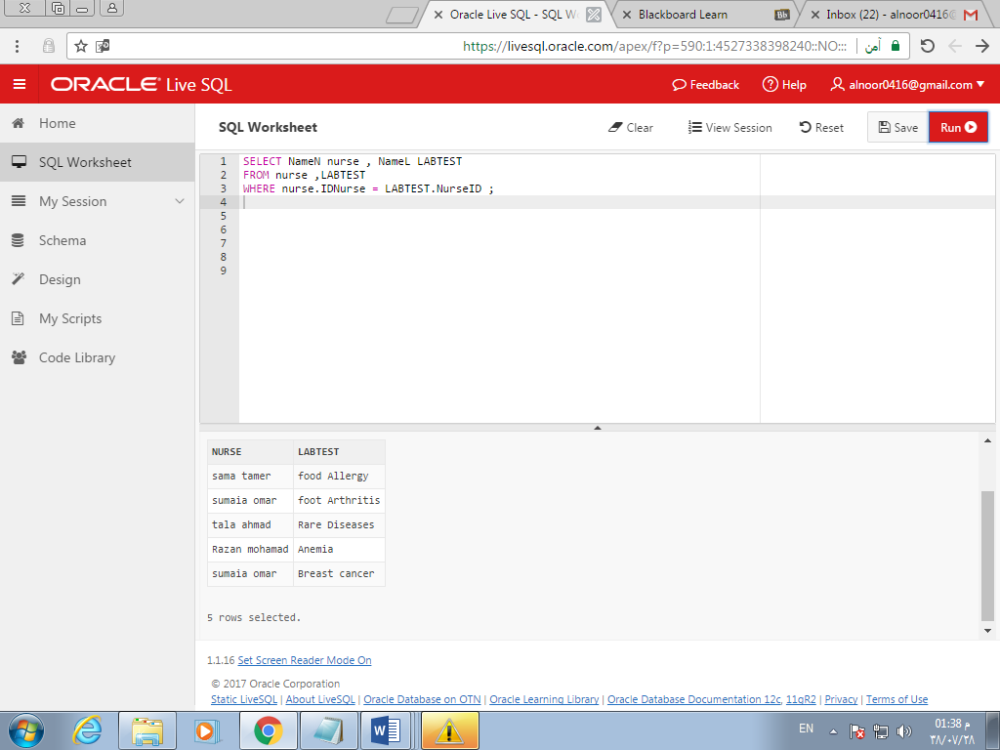 Oracle Live SQL - SQL W
Blackboard Learn
Bb
Inbox (22) - alnoor0416@
https://livesql.oracle.com/apex/f?p=590:1:4527338398240::NO:::
آمن
ORACLE Live SQL
Feedback
Help
alnoor0416@gmail.com
Home
SQL Worksheet
My Session
Schema
Design
My Scripts
Code Library
SQL Worksheet
Clear
View Session
Reset
Save
Run
1 SELECT NameN nurse , NameL LABTEST
2 FROM nurse ,LABTEST
3 WHERE nurse.IDNurse = LABTEST.NurseID ;
4
5
6
7
8
9
NURSE LABTEST
sama tamer food Allergy
sumaia omar foot Arthritis
tala ahmad Rare Diseases
Razan mohamad Anemia
sumaia omar Breast cancer
5 rows selected.
1.1.16 Set Screen Reader Mode On
© 2017 Oracle Corporation
Static LiveSQL | About LiveSQL | Oracle Database on OTN | Oracle Learning Library | Oracle Database Documentation 12c, 11gR2 | Privacy | Terms of Use
EN
01:38 م
٣٨/٠٧/٢٨